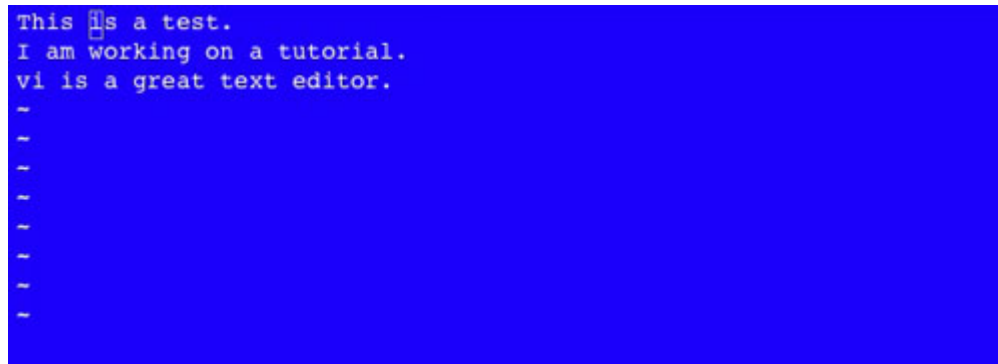 This is a test.
I am working on a tutorial.
vi is a great text editor.
~
~
~
~
~
~
~
~